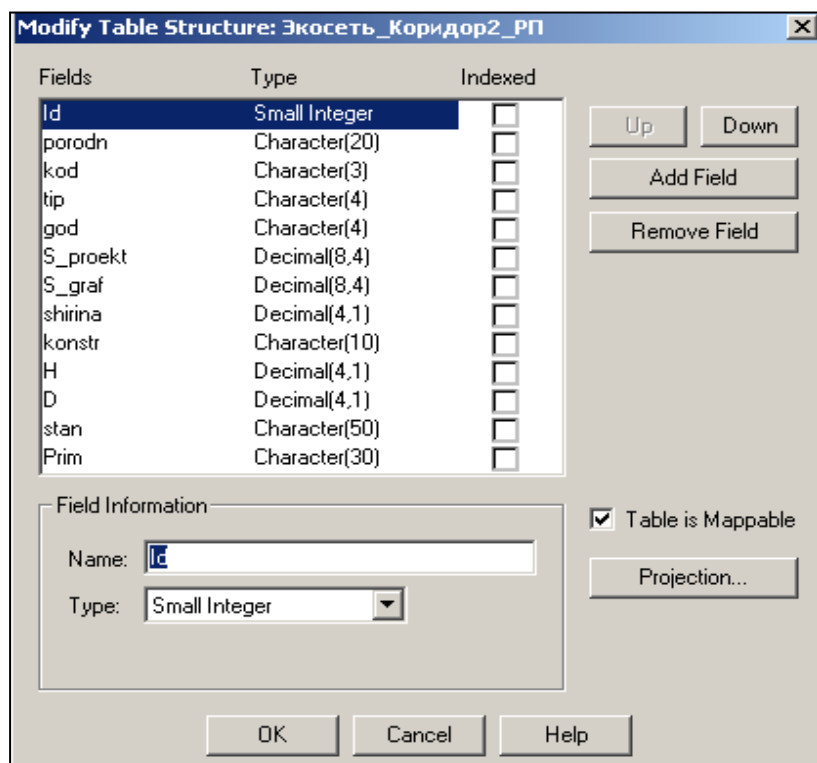 Modify Table Structure: Экосеть_Коридор2_РП
Fields Type Indexed
Id Small Integer
porodn Character(20)
kod Character(3)
tip Character(4)
god Character(4)
S_proekt Decimal(8,4)
S_graf Decimal(8,4)
shirina Decimal(4,1)
konstr Character(10)
H Decimal(4,1)
D Decimal(4,1)
stan Character(50)
Prim Character(30)
Up Down
Add Field
Remove Field
Field Information
Name: Id
Type: Small Integer
Table is Mappable
Projection...
OK Cancel Help